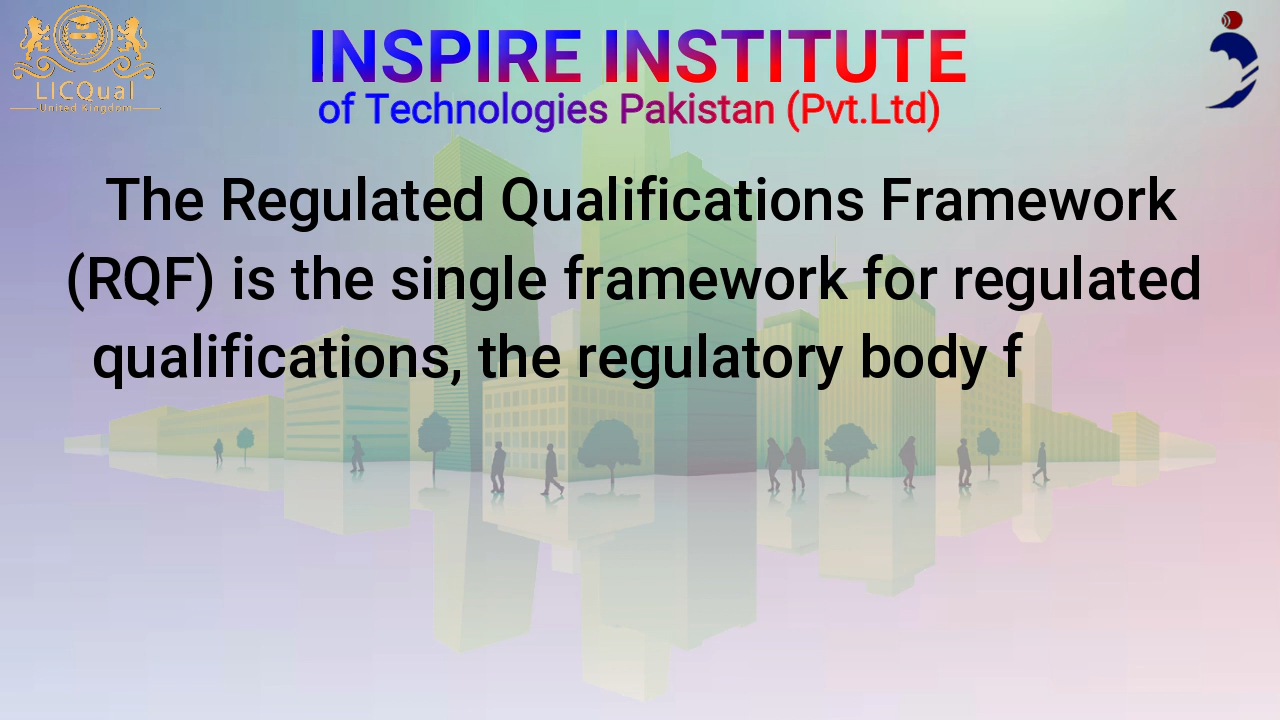 LICQual
United Kingdom
INSPIRE INSTITUTE
of Technologies Pakistan (Pvt.Ltd)
The Regulated Qualifications Framework
(RQF) is the single framework for regulated
qualifications, the regulatory body f